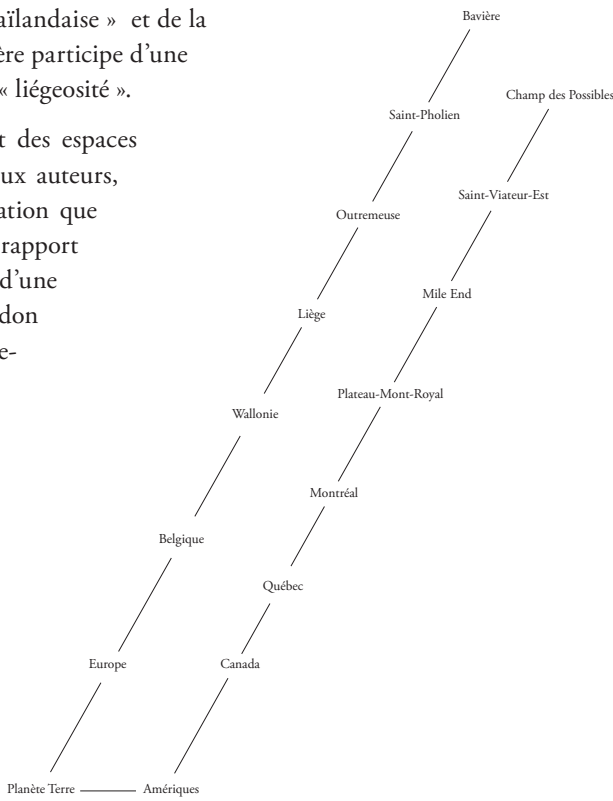 aïlandaise » et de la
ère participe d’une
« liégeosité ».
t des espaces
ux auteurs,
ation que
rapport
d’une
don
e-
Bavière
Champ des Possibles
Saint-Pholien
Saint-Viateur-Est
Outremeuse
Mile End
Liège
Plateau-Mont-Royal
Wallonie
Montréal
Belgique
Québec
Europe
Canada
Planète Terre
Amériques